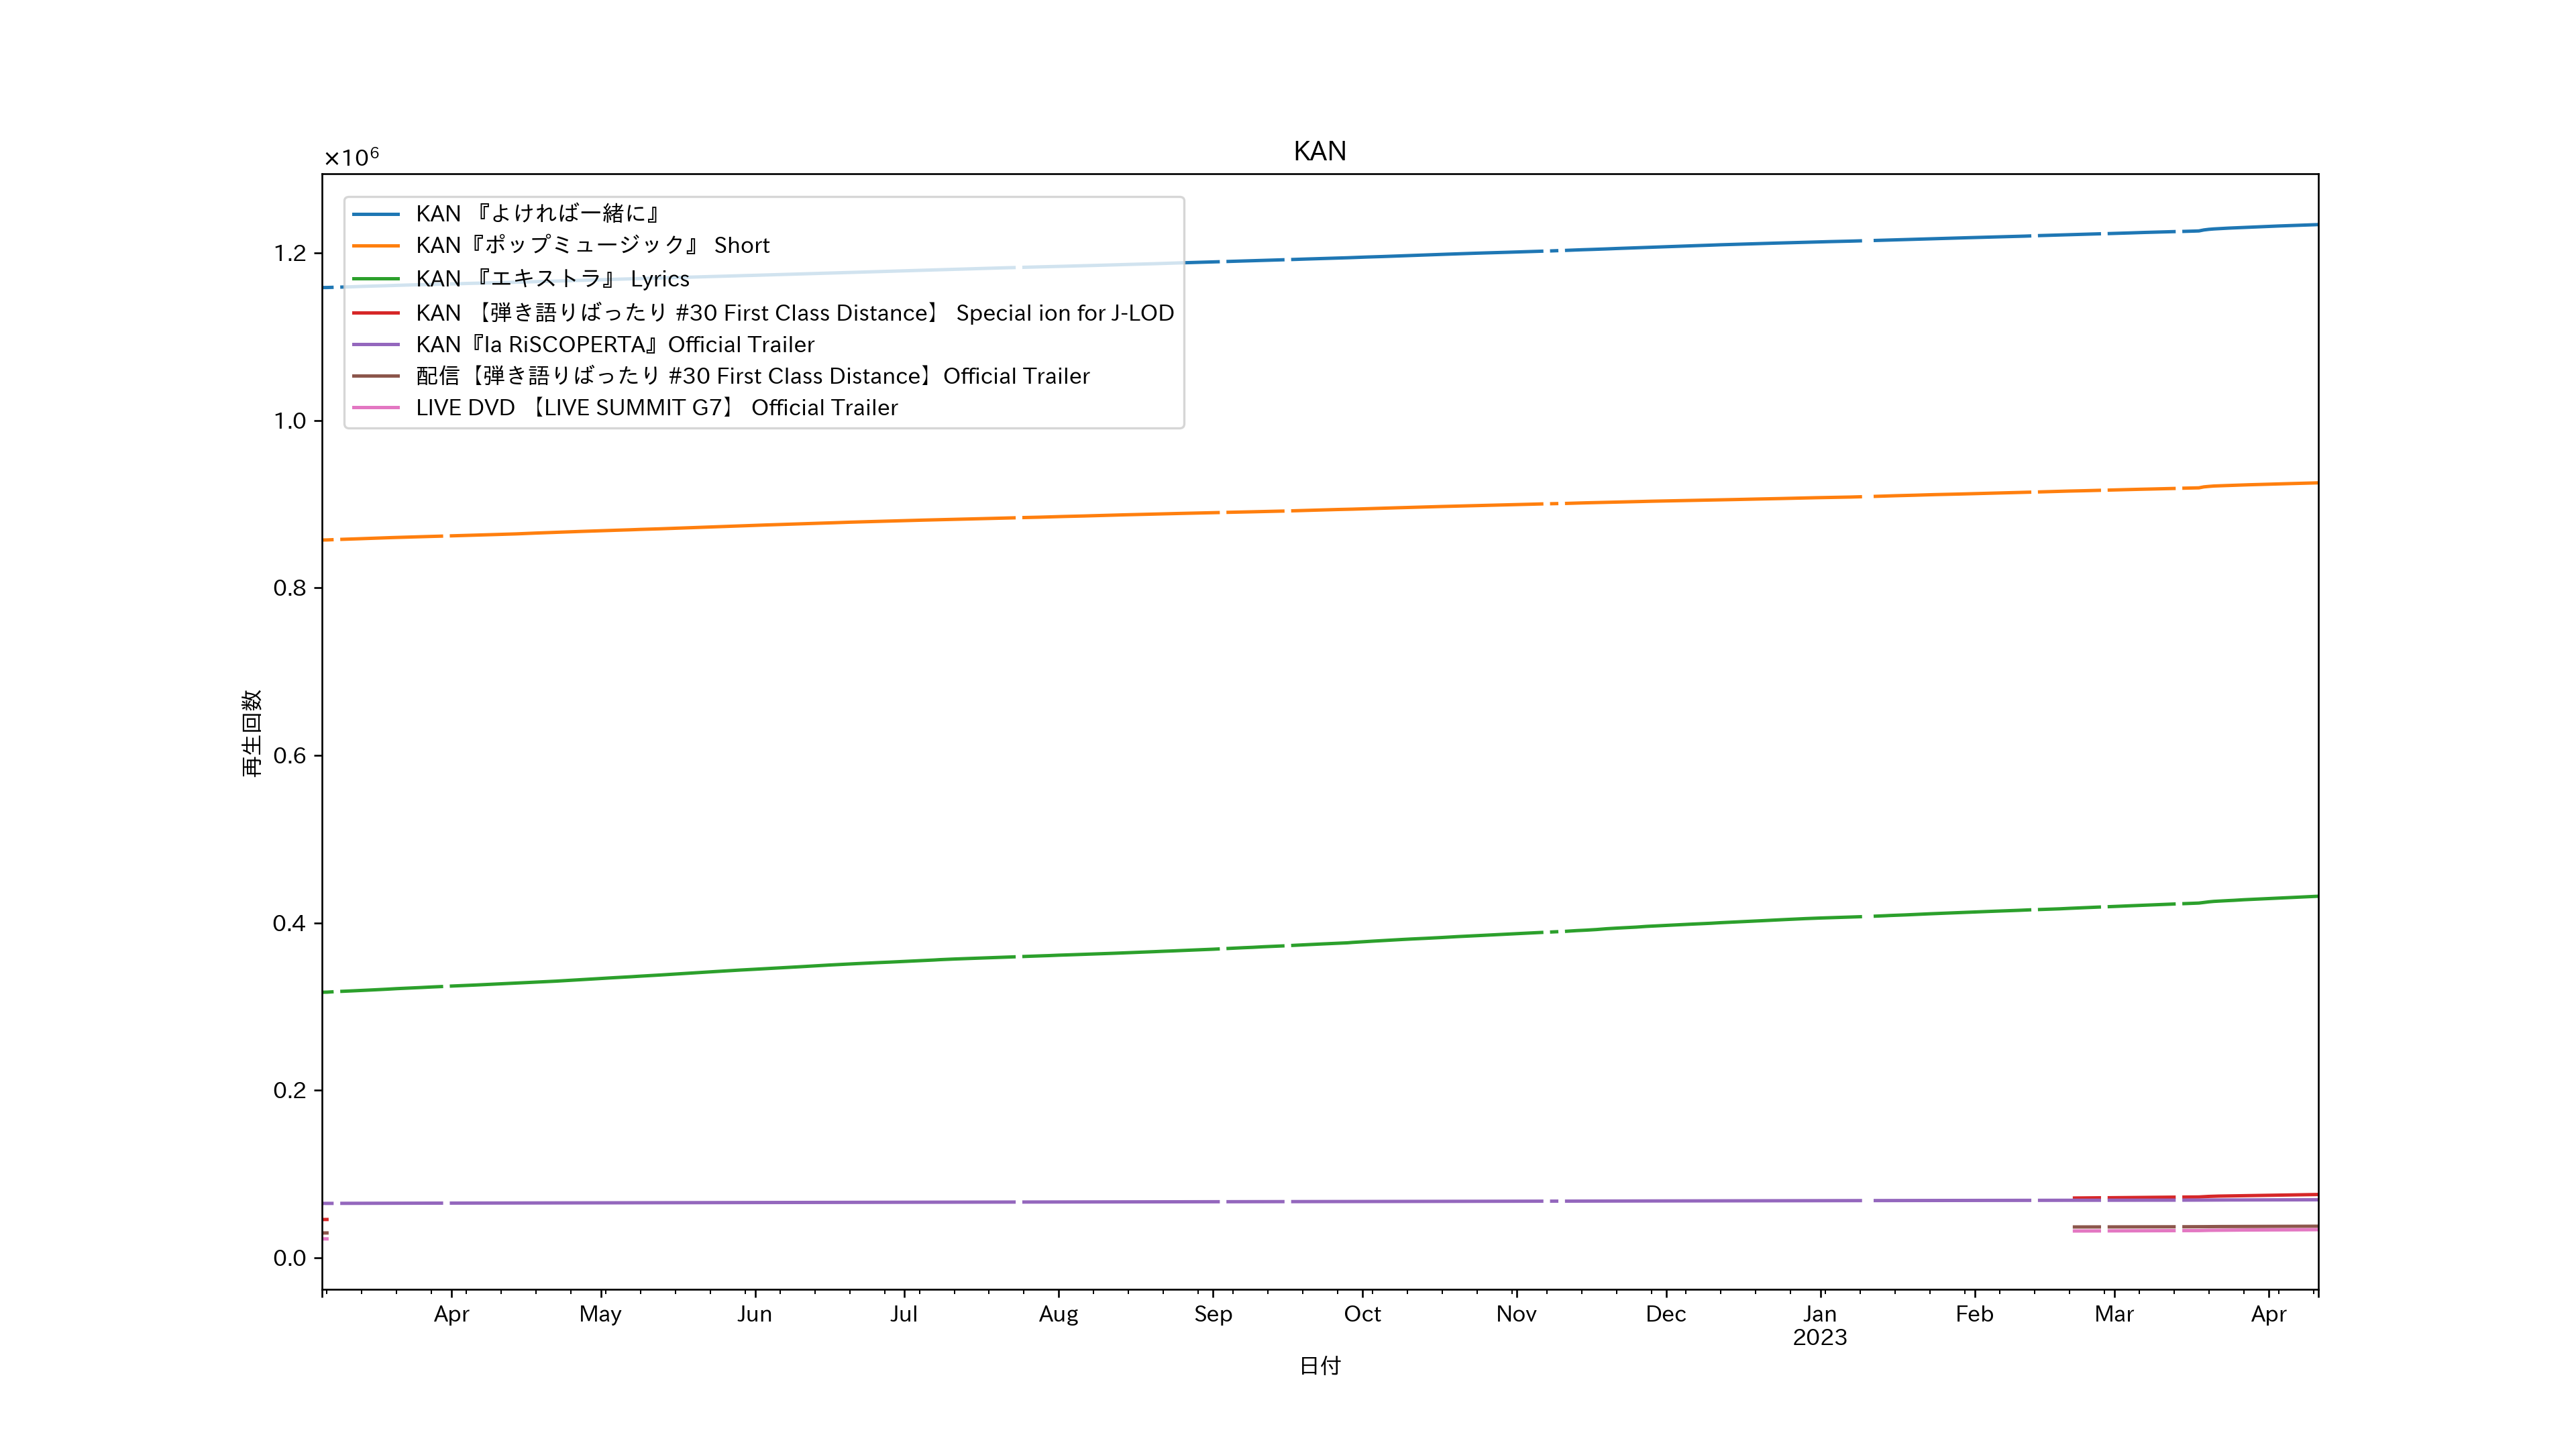 KAN
×10⁶
KAN 『よければ一緒に』
KAN『ポップミュージック』 Short
KAN 『エキストラ』 Lyrics
KAN 【弾き語りばったり #30 First Class Distance】 Special ion for J-LOD
KAN『la RiSCOPERTA』Official Trailer
配信【弾き語りばったり #30 First Class Distance】Official Trailer
LIVE DVD 【LIVE SUMMIT G7】 Official Trailer
1.2
1.0
0.8
0.6
0.4
0.2
0.0
再生回数
Apr May Jun Jul Aug Sep Oct Nov Dec Jan Feb Mar Apr
2023
日付